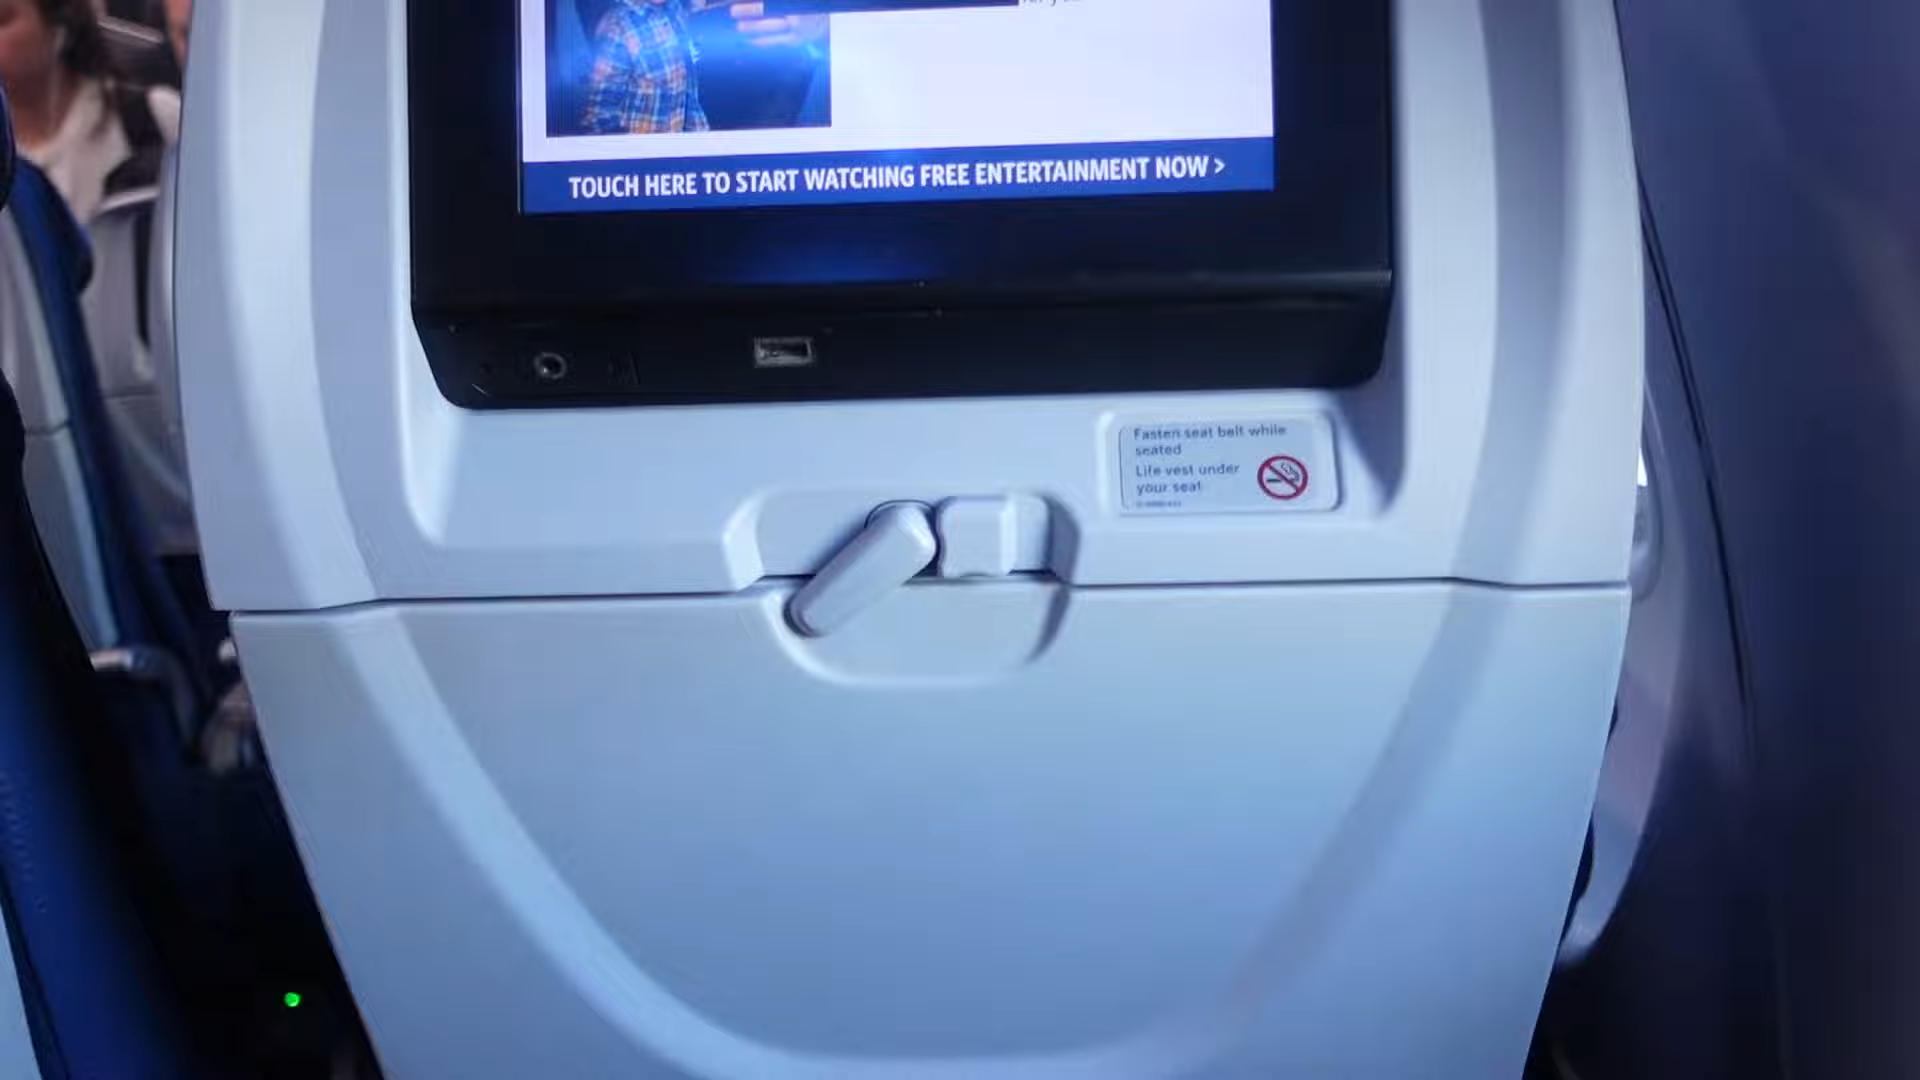 TOUCH HERE TO START WATCHING FREE ENTERTAINMENT NOW >
Fasten seat belt while
seated
Life vest under
your seat